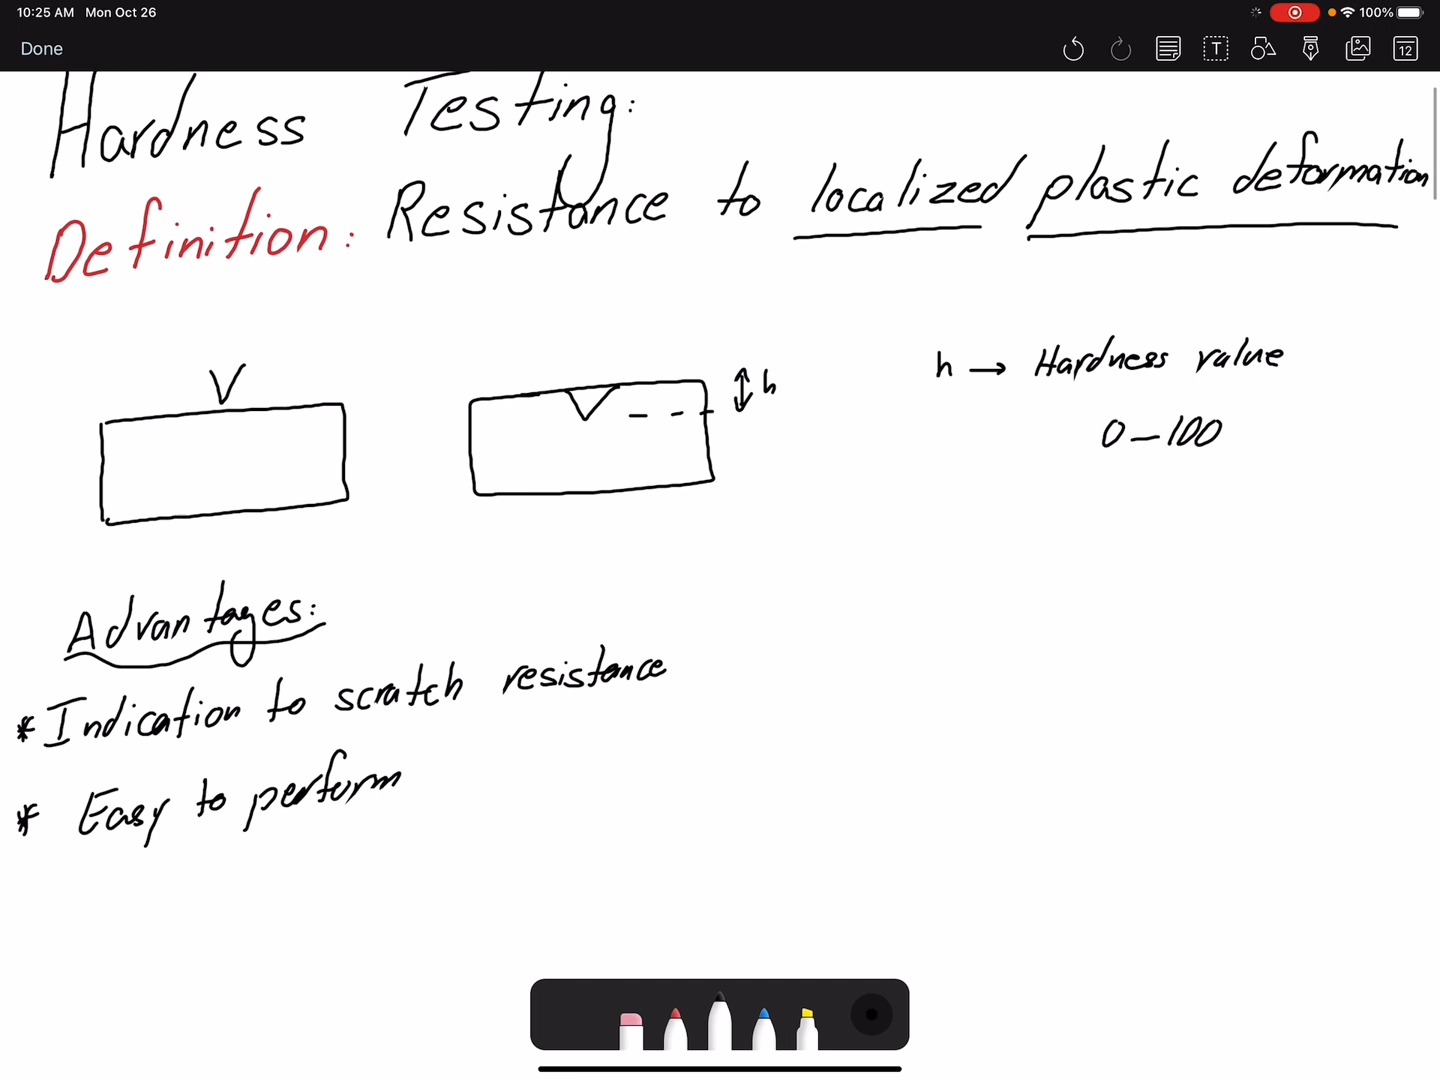 10:25 AM Mon Oct 26
100%
Done
T
12
Hardness Testing:
Definition: Resistance to localized plastic deformation
h
h → Hardness value
0-100
Advantages:
* Indication to scratch resistance
* Easy to perform